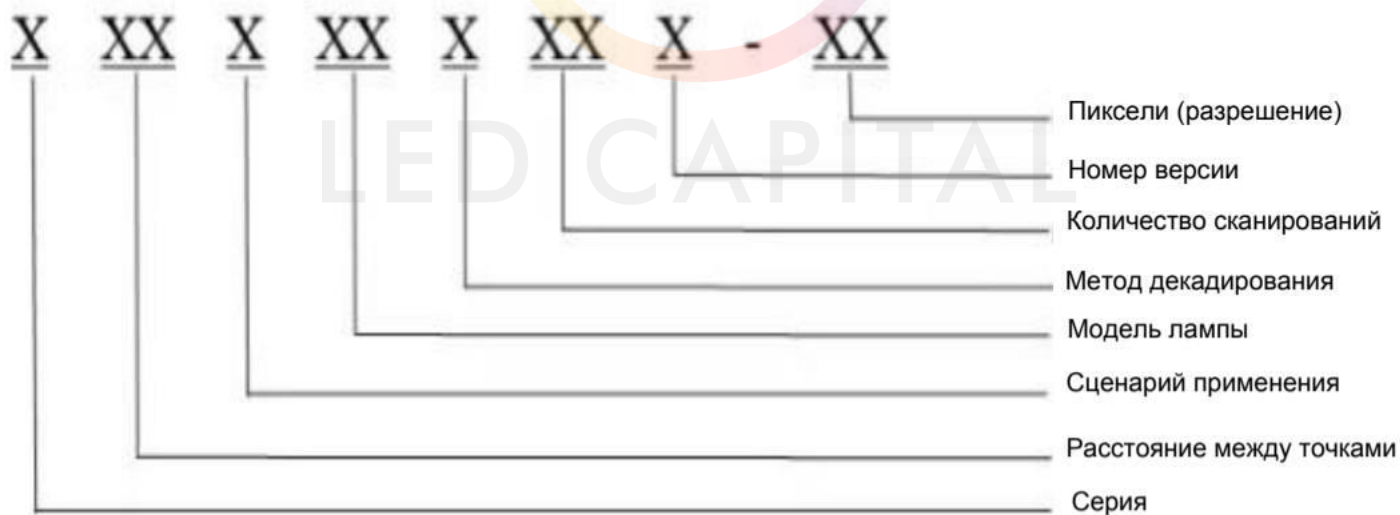 X XX X XX X XX X - XX
LED CAPITAL
Пиксели (разрешение)
Номер версии
Количество сканирований
Метод декадирования
Модель лампы
Сценарий применения
Расстояние между точками
Серия